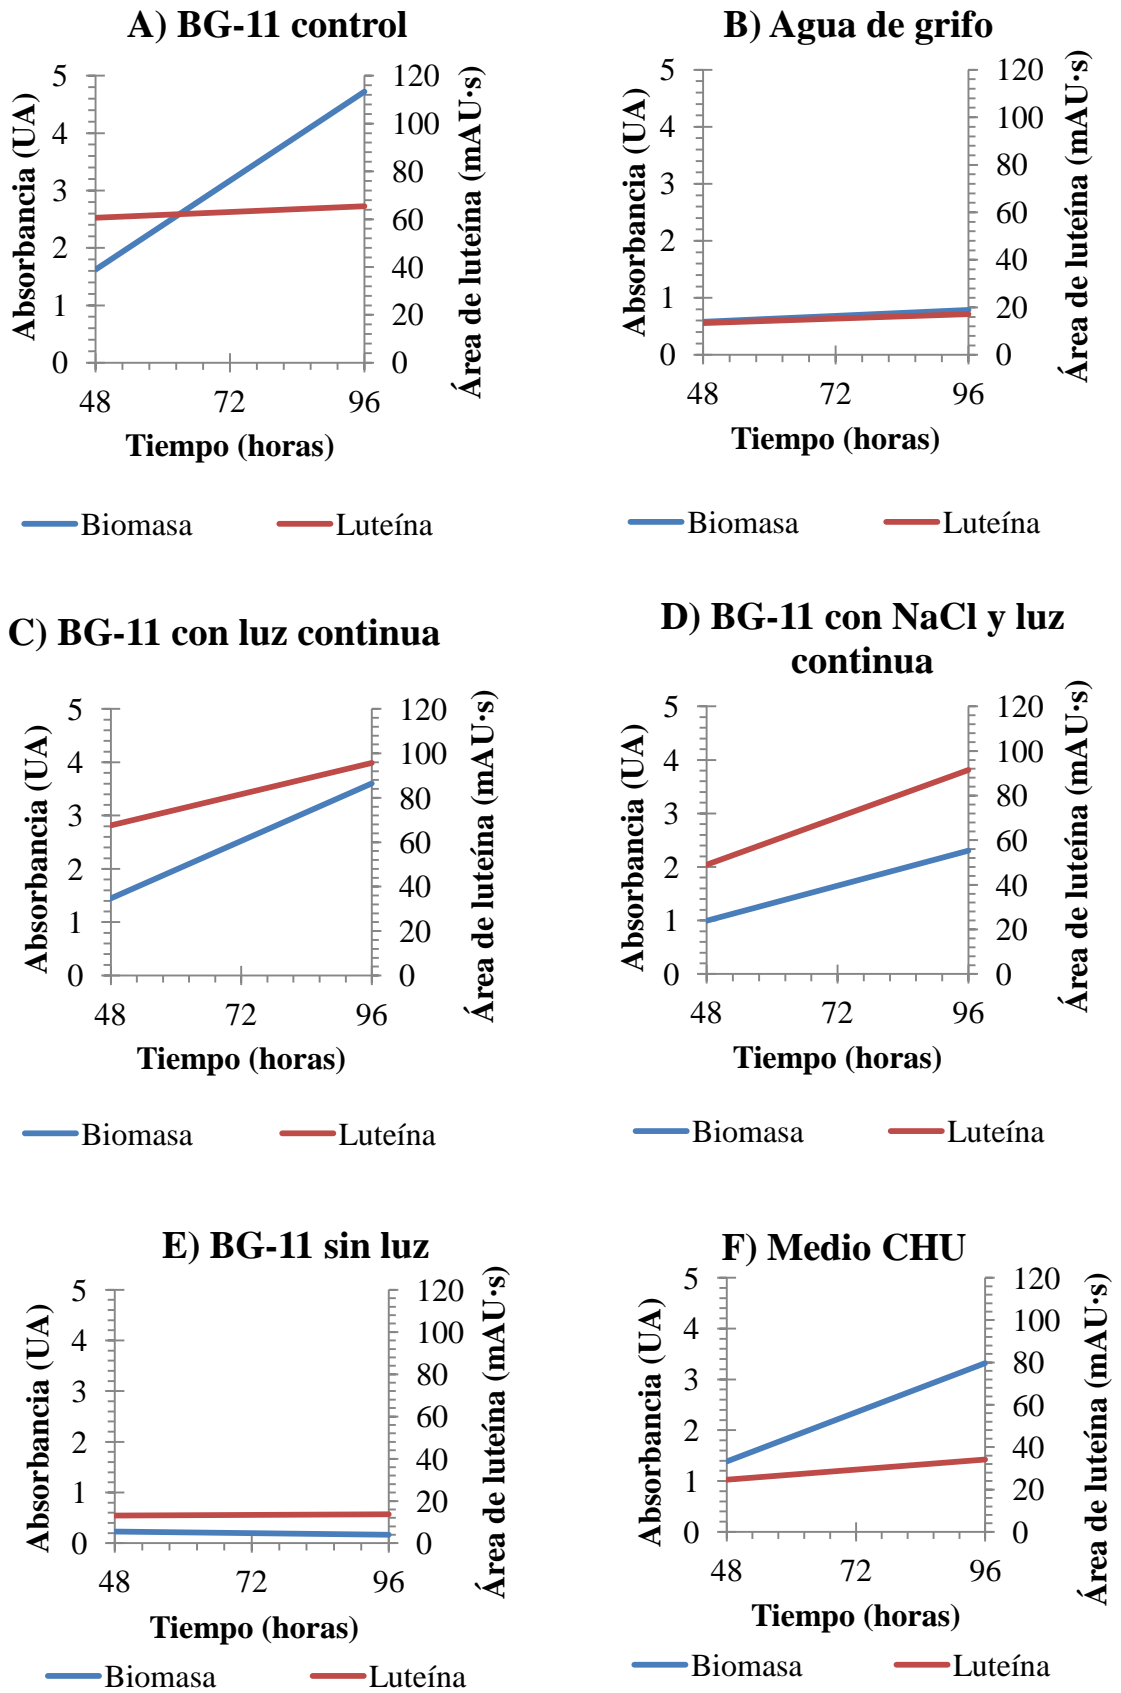 A) BG-11 control
Absorbancia (UA)
5
4
3
2
1
0
120
100
80
60
40
20
0
Área de luteína (mAU·s)
48 72 96
Tiempo (horas)
Biomasa Luteína
B) Agua de grifo
Absorbancia (UA)
5
4
3
2
1
0
120
100
80
60
40
20
0
Área de luteína (mAU·s)
48 72 96
Tiempo (horas)
Biomasa Luteína
C) BG-11 con luz continua
Absorbancia (UA)
5
4
3
2
1
0
120
100
80
60
40
20
0
Área de luteína (mAU·s)
48 72 96
Tiempo (horas)
Biomasa Luteína
D) BG-11 con NaCl y luz
continua
Absorbancia (UA)
5
4
3
2
1
0
120
100
80
60
40
20
0
Área de luteína (mAU·s)
48 72 96
Tiempo (horas)
Biomasa Luteína
E) BG-11 sin luz
Absorbancia (UA)
5
4
3
2
1
0
120
100
80
60
40
20
0
Área de luteína (mAU·s)
48 72 96
Tiempo (horas)
Biomasa Luteína
F) Medio CHU
Absorbancia (UA)
5
4
3
2
1
0
120
100
80
60
40
20
0
Área de luteína (mAU·s)
48 72 96
Tiempo (horas)
Biomasa Luteína